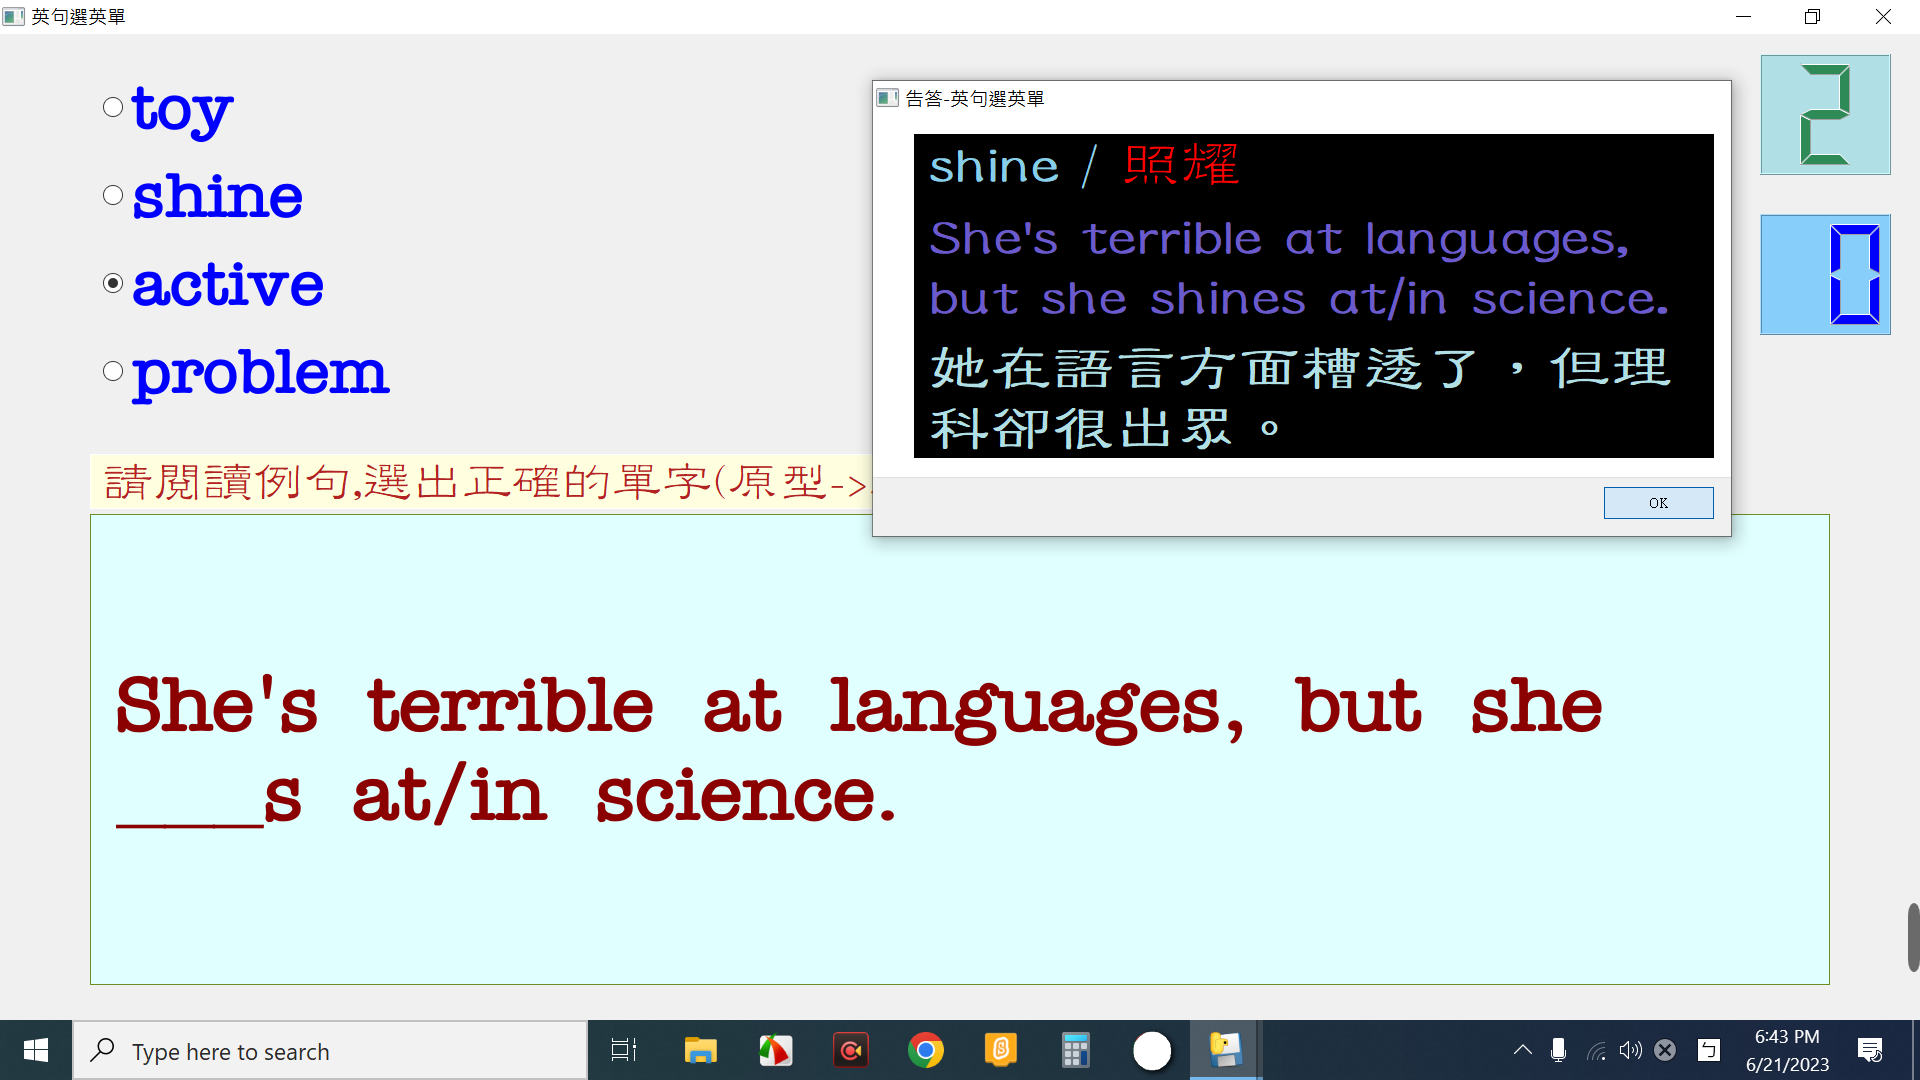 英句選英單
toy
shine
active
problem
請閱讀例句,選出正確的單字(原型->
2
0
告答-英句選英單
shine / 照耀
She's terrible at languages,
but she shines at/in science.
她在語言方面糟透了，但理
科卻很出眾。
OK
She's terrible at languages, but she
___s at/in science.
Type here to search
ㄅ
6:43 PM
6/21/2023